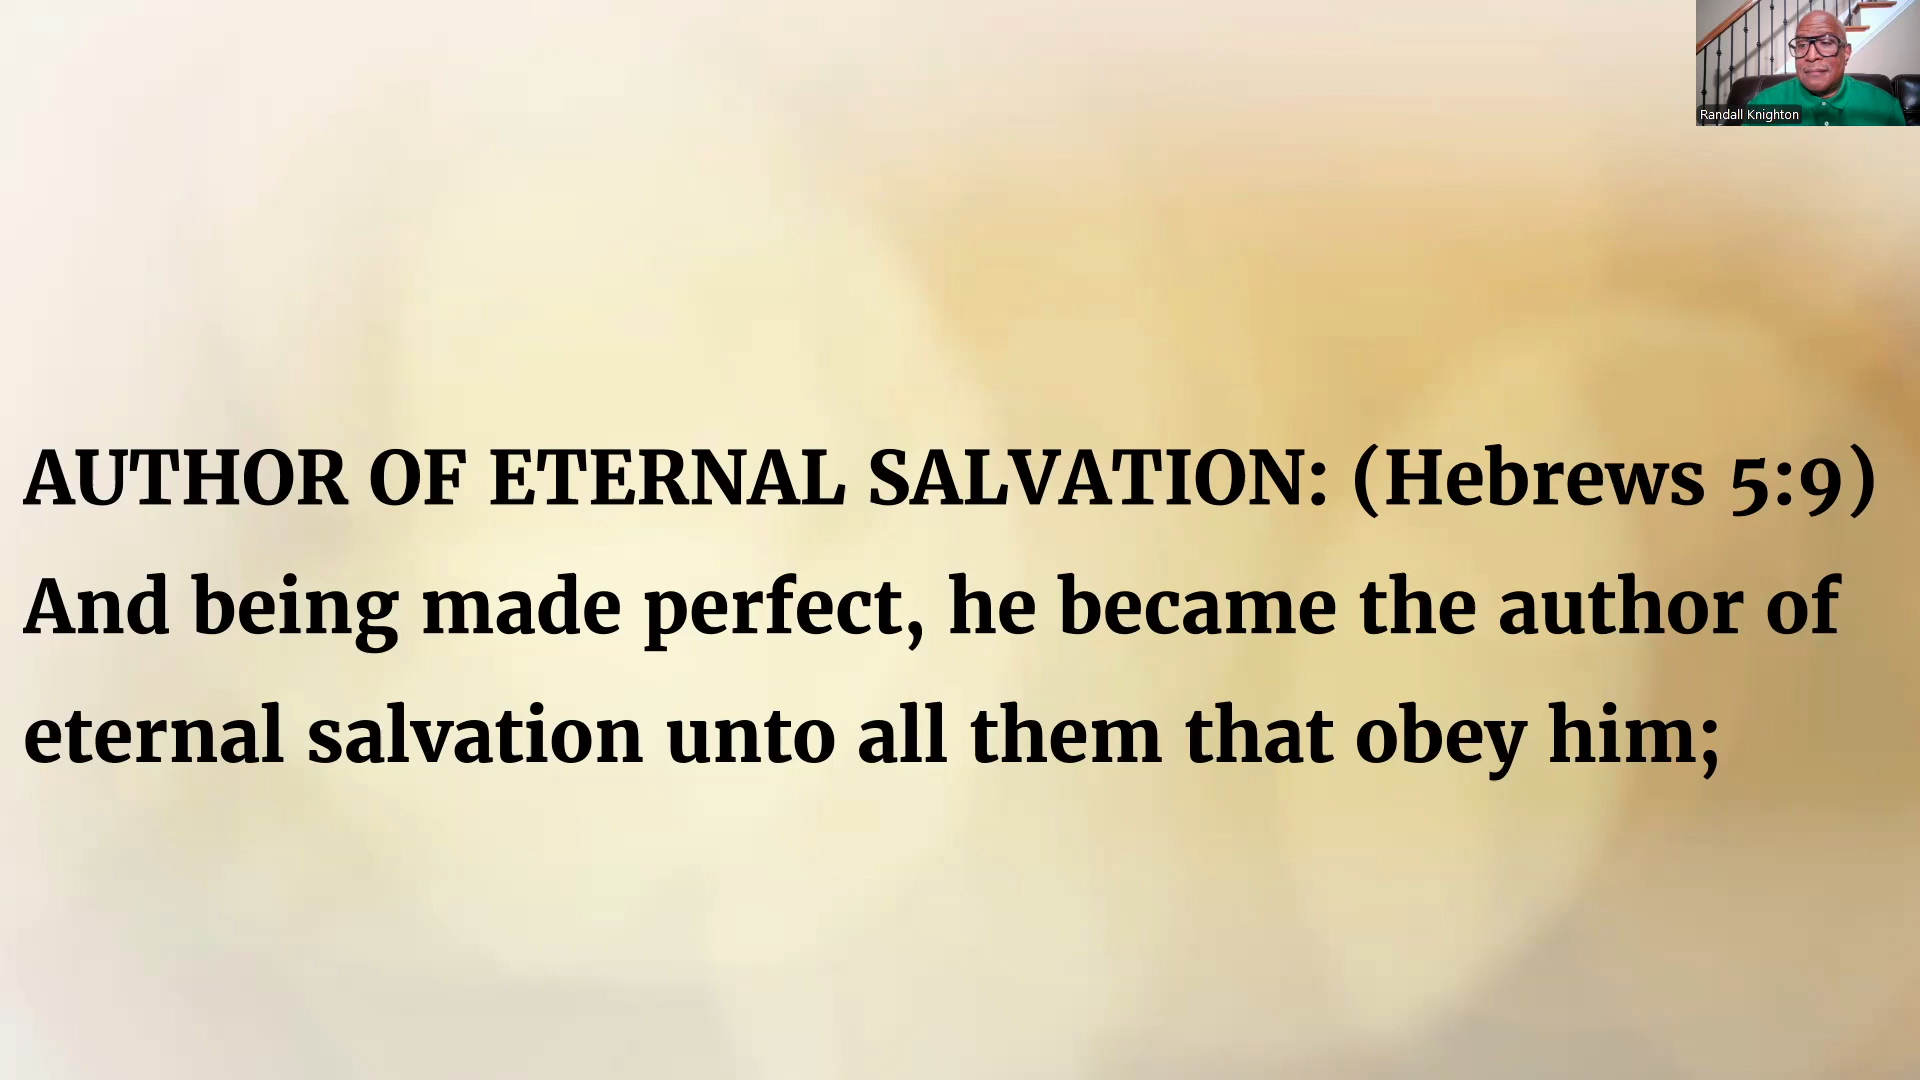 Randall Knighton
AUTHOR OF ETERNAL SALVATION: (Hebrews 5:9)
And being made perfect, he became the author of
eternal salvation unto all them that obey him;